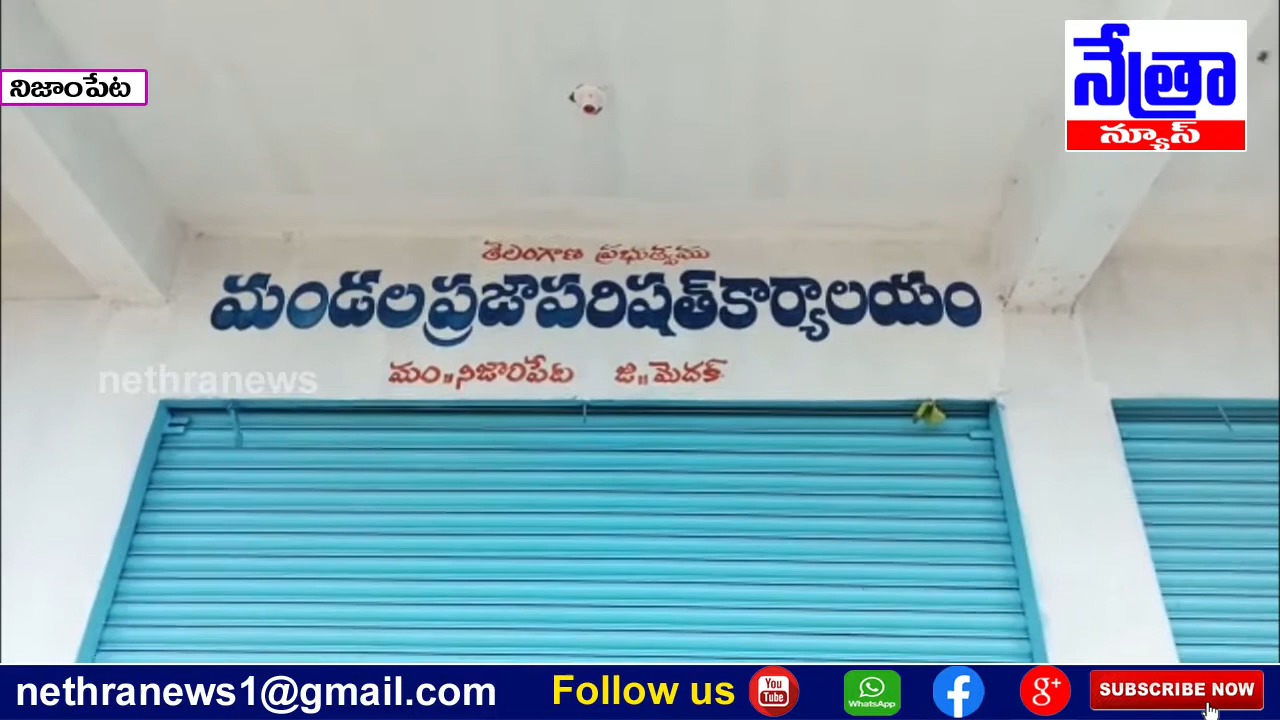 నిజాంపేట
నేత్రా
న్యూస్
తెలంగాణ ప్రభుత్వము
మండలప్రజాపరిషత్‌కార్యాలయం
మం॥నిజాంపేట జి॥మెదక్
nethranews
nethranews1@gmail.com Follow us You Tube WhatsApp f g+ SUBSCRIBE NOW